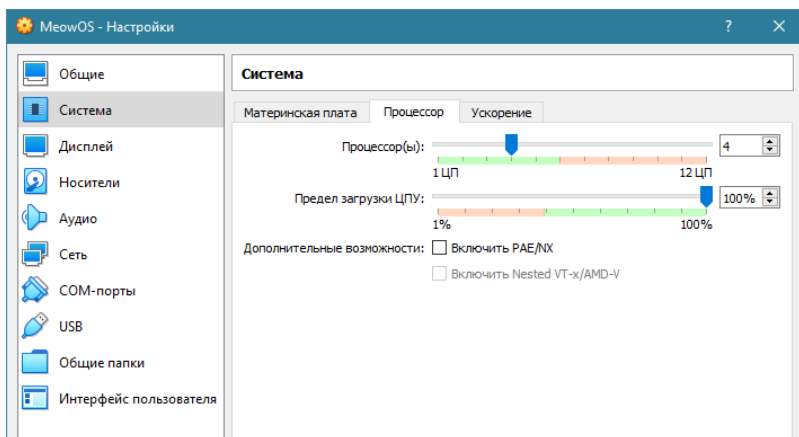 MeowOS - Настройки
?
Общие
Система
Дисплей
Носители
Аудио
Сеть
COM-порты
USB
Общие папки
Интерфейс пользователя
Система
Материнская плата Процессор Ускорение
Процессор(ы): 4
1 ЦП 12 ЦП
Предел загрузки ЦПУ: 100%
1% 100%
Дополнительные возможности: Включить PAE/NX
Включить Nested VT-x/AMD-V